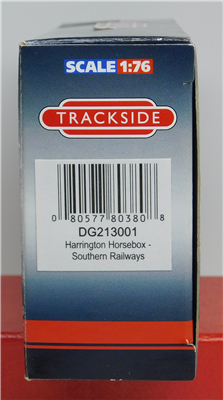 SCALE 1:76
TRACKSIDE
0 80577 80380 8
DG213001
Harrington Horsebox -
Southern Railways